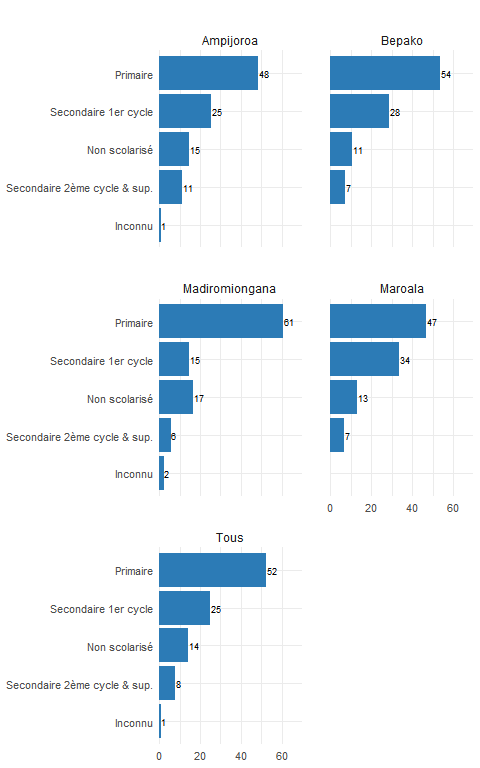 Ampijoroa
Bepako
Primaire 48 54
Secondaire 1er cycle 25 28
Non scolarisé 15 11
Secondaire 2ème cycle & sup. 11 7
Inconnu 1
Madiromiongana
Maroala
Primaire 61 47
Secondaire 1er cycle 15 34
Non scolarisé 17 13
Secondaire 2ème cycle & sup. 6 7
Inconnu 2
0 20 40 60
Tous
Primaire 52
Secondaire 1er cycle 25
Non scolarisé 14
Secondaire 2ème cycle & sup. 8
Inconnu 1
0 20 40 60